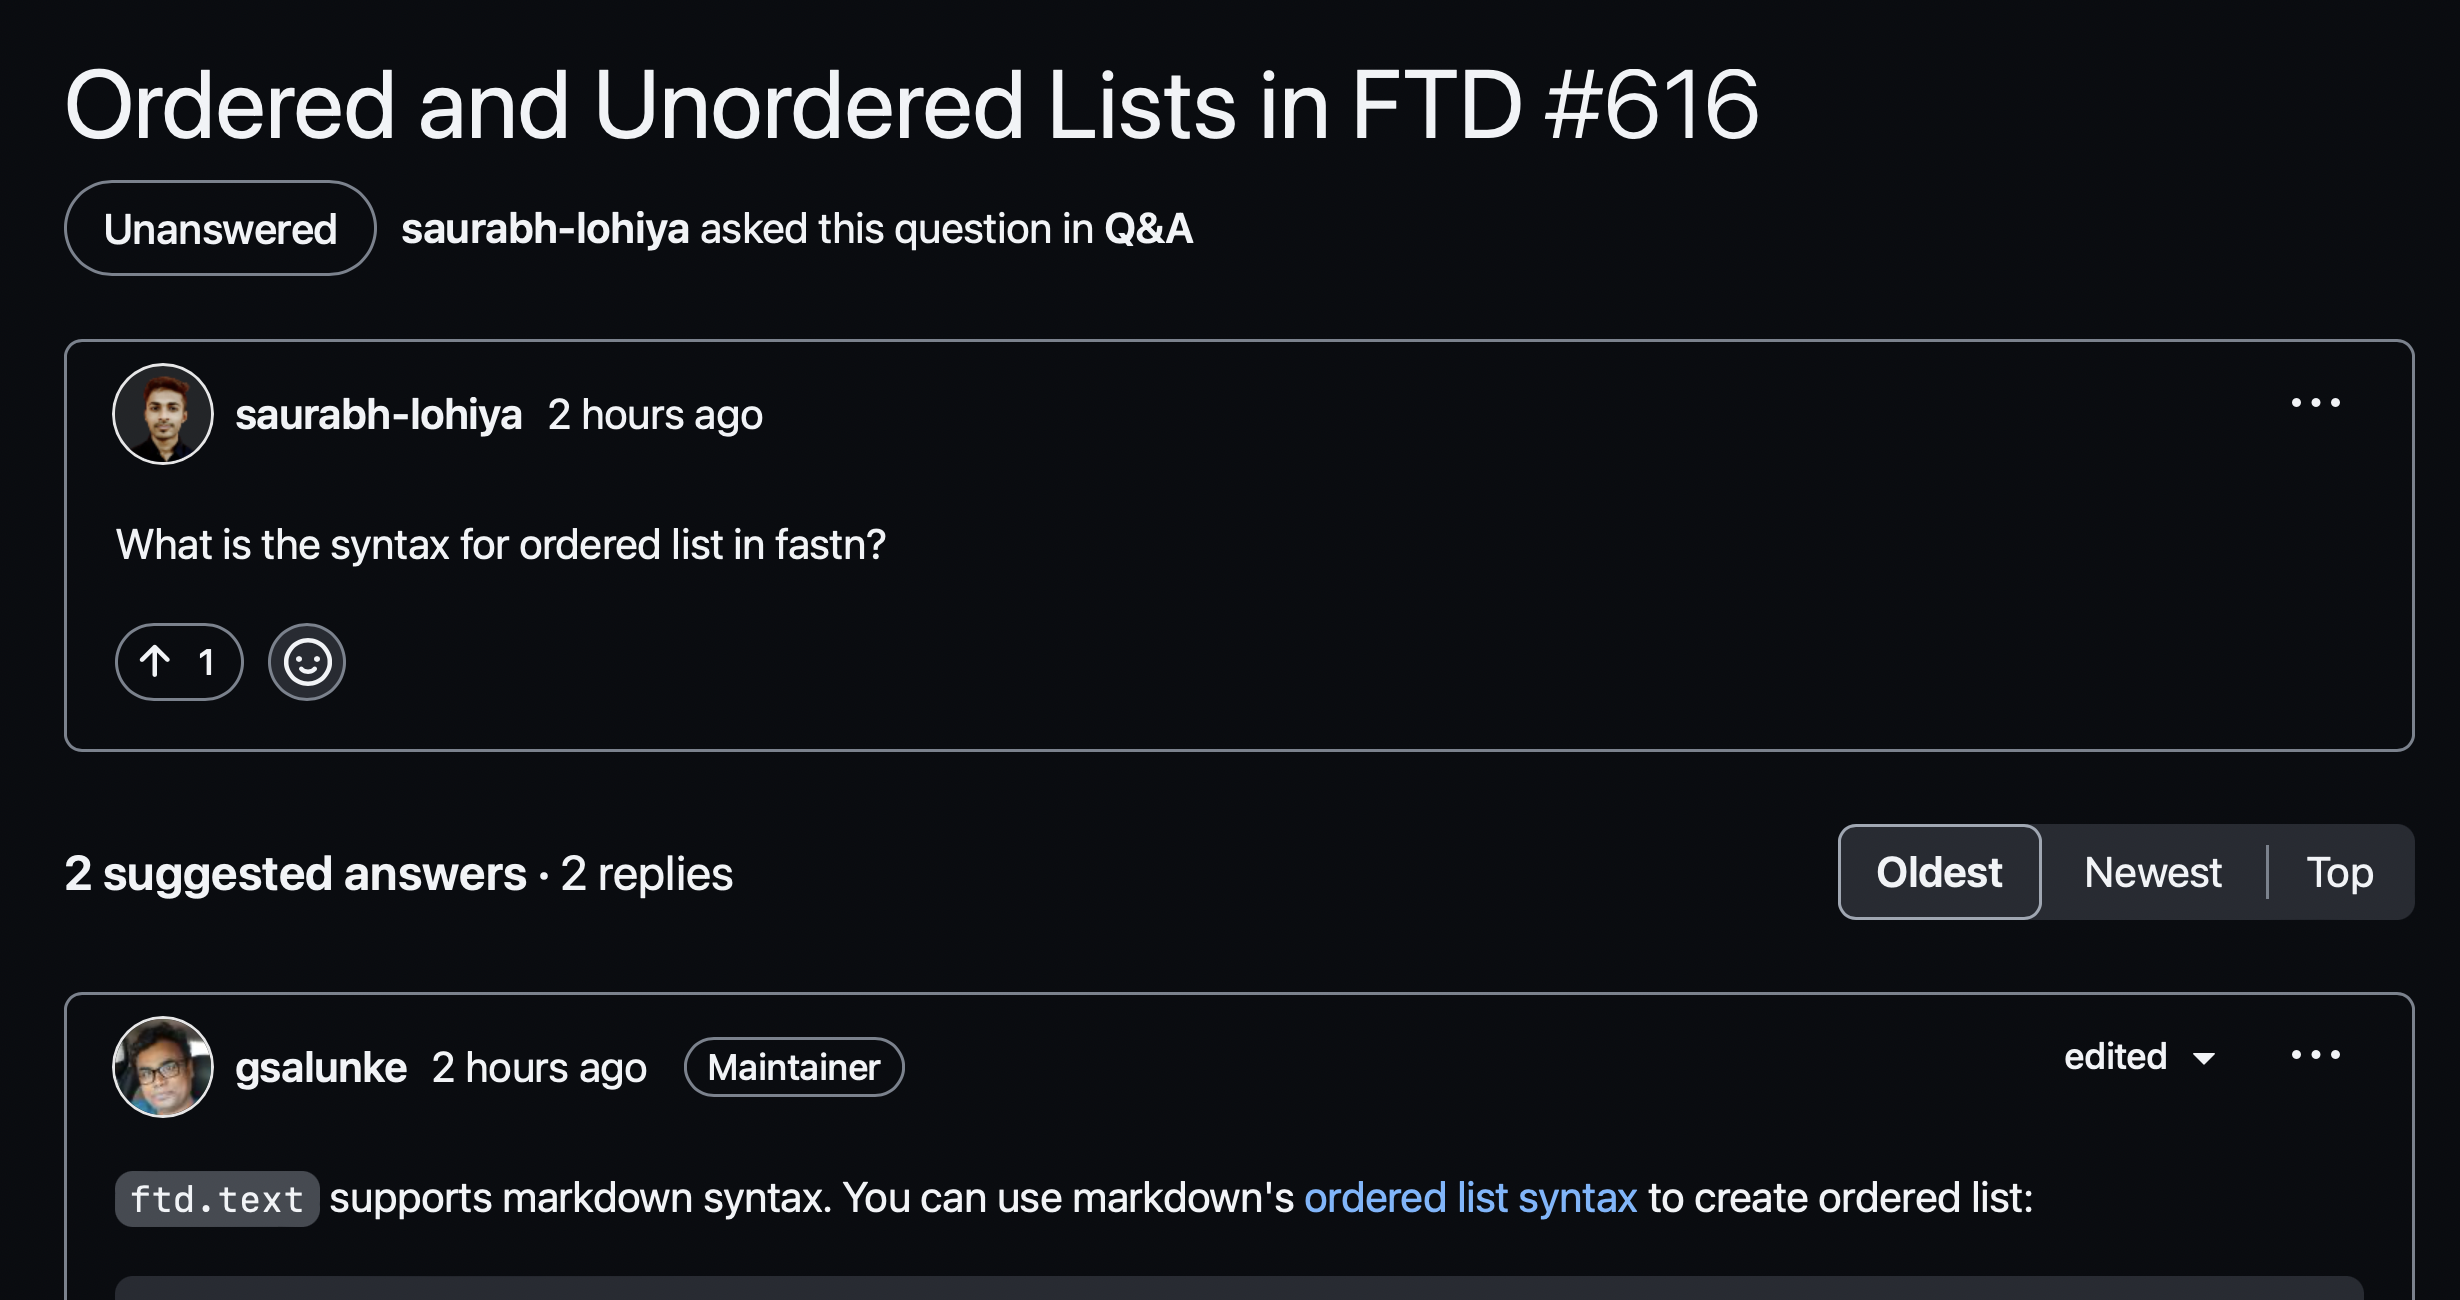 Ordered and Unordered Lists in FTD #616
Unanswered saurabh-lohiya asked this question in Q&A
saurabh-lohiya 2 hours ago
What is the syntax for ordered list in fastn?
1
2 suggested answers · 2 replies
Oldest Newest Top
gsalunke 2 hours ago Maintainer edited
ftd.text supports markdown syntax. You can use markdown's ordered list syntax to create ordered list: